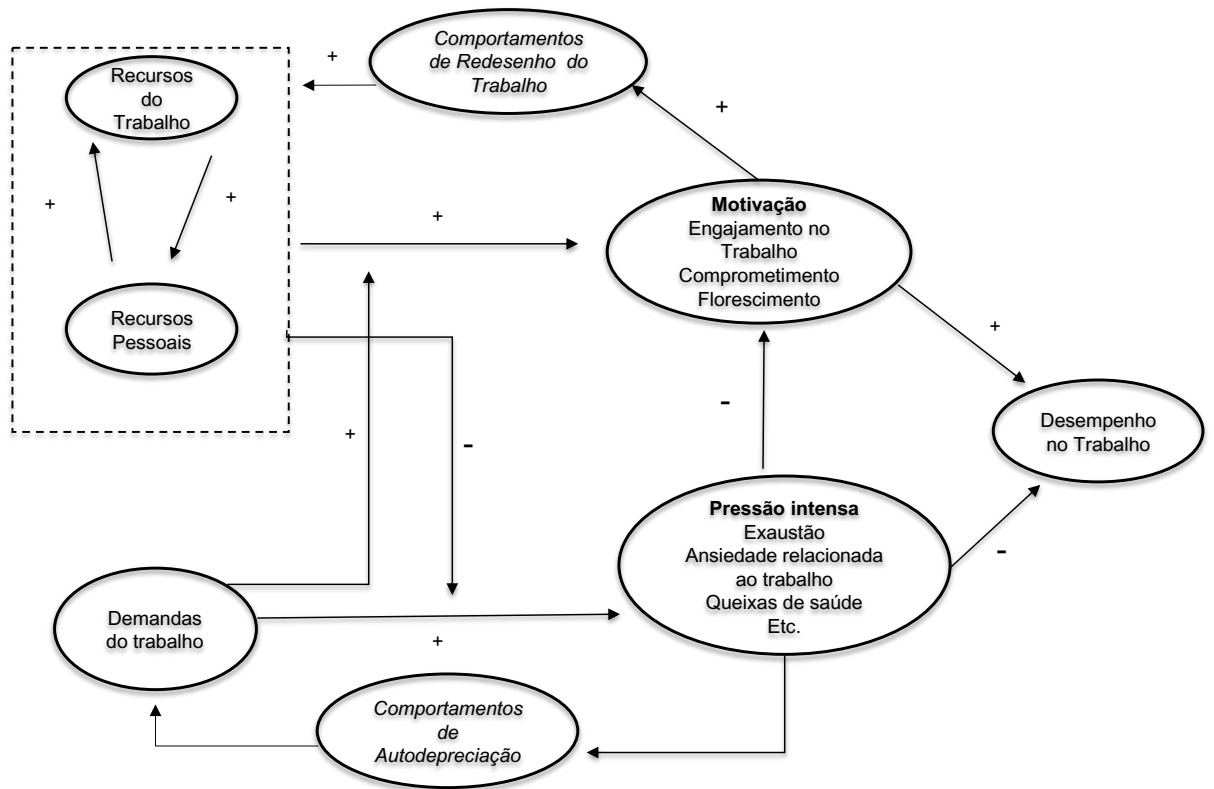 Comportamentos
de Redesenho do
Trabalho
+
+
Recursos
do
Trabalho
+
+
+
Motivação
Engajamento no
Trabalho
Comprometimento
Florescimento
Recursos
Pessoais
+
-
+
-
Desempenho
no Trabalho
Pressão intensa
Exaustão
Ansiedade relacionada
ao trabalho
Queixas de saúde
Etc.
-
Demandas
do trabalho
+
Comportamentos
de
Autodepreciação